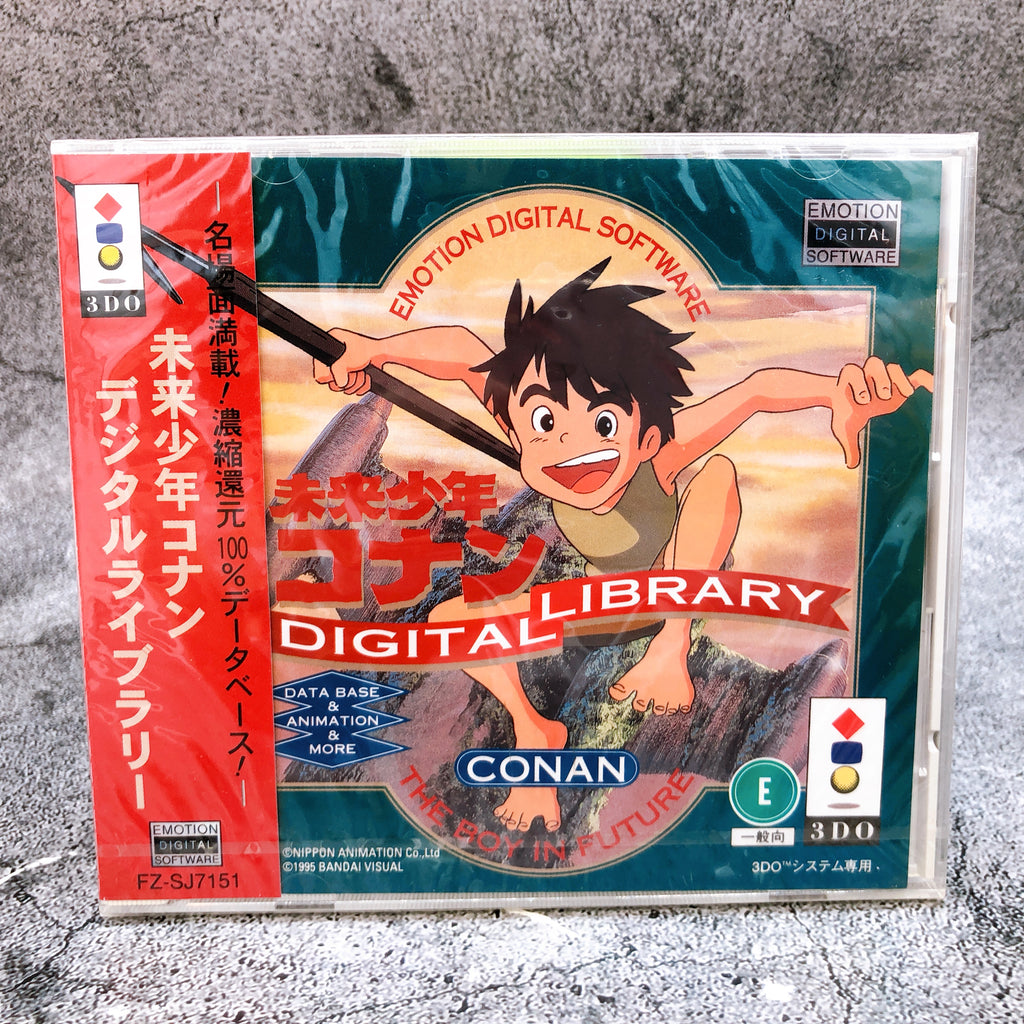 3DO
名場面満載！濃縮還元100%データベース！
未来少年コナン
デジタルライブラリー
EMOTION
DIGITAL
SOFTWARE
FZ-SJ7151
EMOTION DIGITAL SOFTWARE
EMOTION
DIGITAL
SOFTWARE
未来少年
コナン
DIGITAL LIBRARY
DATA BASE
&
ANIMATION
&
MORE
CONAN
THE BOY IN FUTURE
E
一般向
3DO
3DO™システム専用
©NIPPON ANIMATION Co.,Ltd
©1995 BANDAI VISUAL